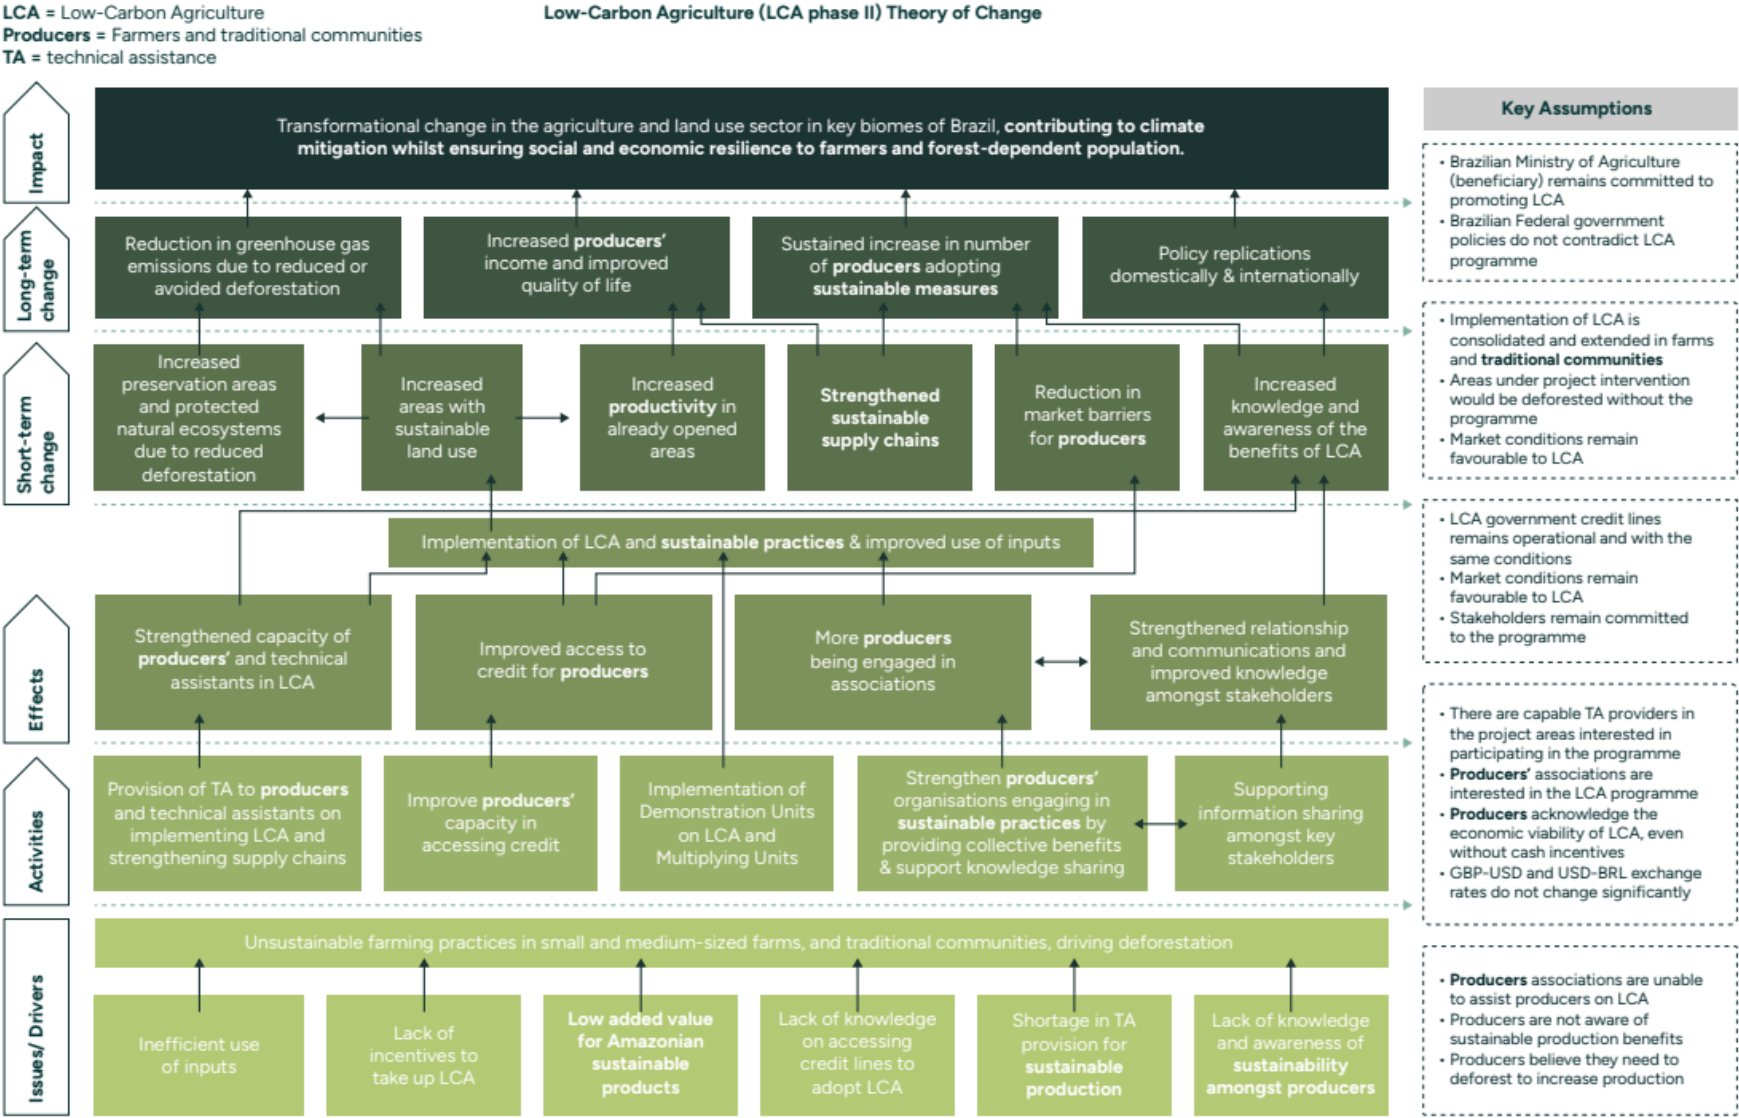 LCA = Low-Carbon Agriculture
Producers = Farmers and traditional communities
TA = technical assistance
Low-Carbon Agriculture (LCA phase II) Theory of Change
Impact
Transformational change in the agriculture and land use sector in key biomes of Brazil, contributing to climate
mitigation whilst ensuring social and economic resilience to farmers and forest-dependent population.
Long-term
change
Reduction in greenhouse gas
emissions due to reduced or
avoided deforestation
Increased producers’
income and improved
quality of life
Sustained increase in number
of producers adopting
sustainable measures
Policy replications
domestically & internationally
Short-term
change
Increased
preservation areas
and protected
natural ecosystems
due to reduced
deforestation
Increased
areas with
sustainable
land use
Increased
productivity in
already opened
areas
Strengthened
sustainable
supply chains
Reduction in
market barriers
for producers
Increased
knowledge and
awareness of the
benefits of LCA
Implementation of LCA and sustainable practices & improved use of inputs
Effects
Strengthened capacity of
producers’ and technical
assistants in LCA
Improved access to
credit for producers
More producers
being engaged in
associations
Strengthened relationship
and communications and
improved knowledge
amongst stakeholders
Activities
Provision of TA to producers
and technical assistants on
implementing LCA and
strengthening supply chains
Improve producers’
capacity in
accessing credit
Implementation of
Demonstration Units
on LCA and
Multiplying Units
Strengthen producers’
organisations engaging in
sustainable practices by
providing collective benefits
& support knowledge sharing
Supporting
information sharing
amongst key
stakeholders
Issues/ Drivers
Unsustainable farming practices in small and medium-sized farms, and traditional communities, driving deforestation
Inefficient use
of inputs
Lack of
incentives to
take up LCA
Low added value
for Amazonian
sustainable
products
Lack of knowledge
on accessing
credit lines to
adopt LCA
Shortage in TA
provision for
sustainable
production
Lack of knowledge
and awareness of
sustainability
amongst producers
Key Assumptions
• Brazilian Ministry of Agriculture
(beneficiary) remains committed to
promoting LCA
• Brazilian Federal government
policies do not contradict LCA
programme
• Implementation of LCA is
consolidated and extended in farms
and traditional communities
• Areas under project intervention
would be deforested without the
programme
• Market conditions remain
favourable to LCA
• LCA government credit lines
remains operational and with the
same conditions
• Market conditions remain
favourable to LCA
• Stakeholders remain committed
to the programme
• There are capable TA providers in
the project areas interested in
participating in the programme
• Producers’ associations are
interested in the LCA programme
• Producers acknowledge the
economic viability of LCA, even
without cash incentives
• GBP-USD and USD-BRL exchange
rates do not change significantly
• Producers associations are unable
to assist producers on LCA
• Producers are not aware of
sustainable production benefits
• Producers believe they need to
deforest to increase production